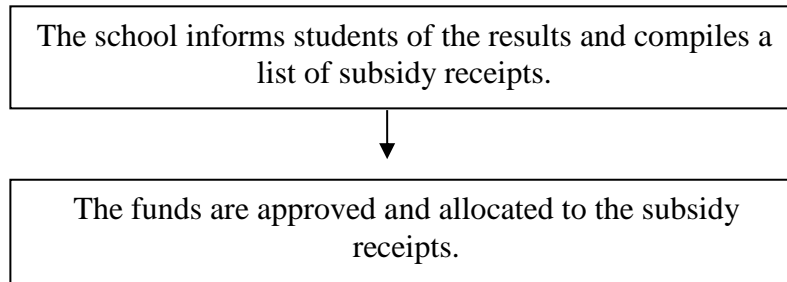 The school informs students of the results and compiles a
list of subsidy receipts.
The funds are approved and allocated to the subsidy
receipts.